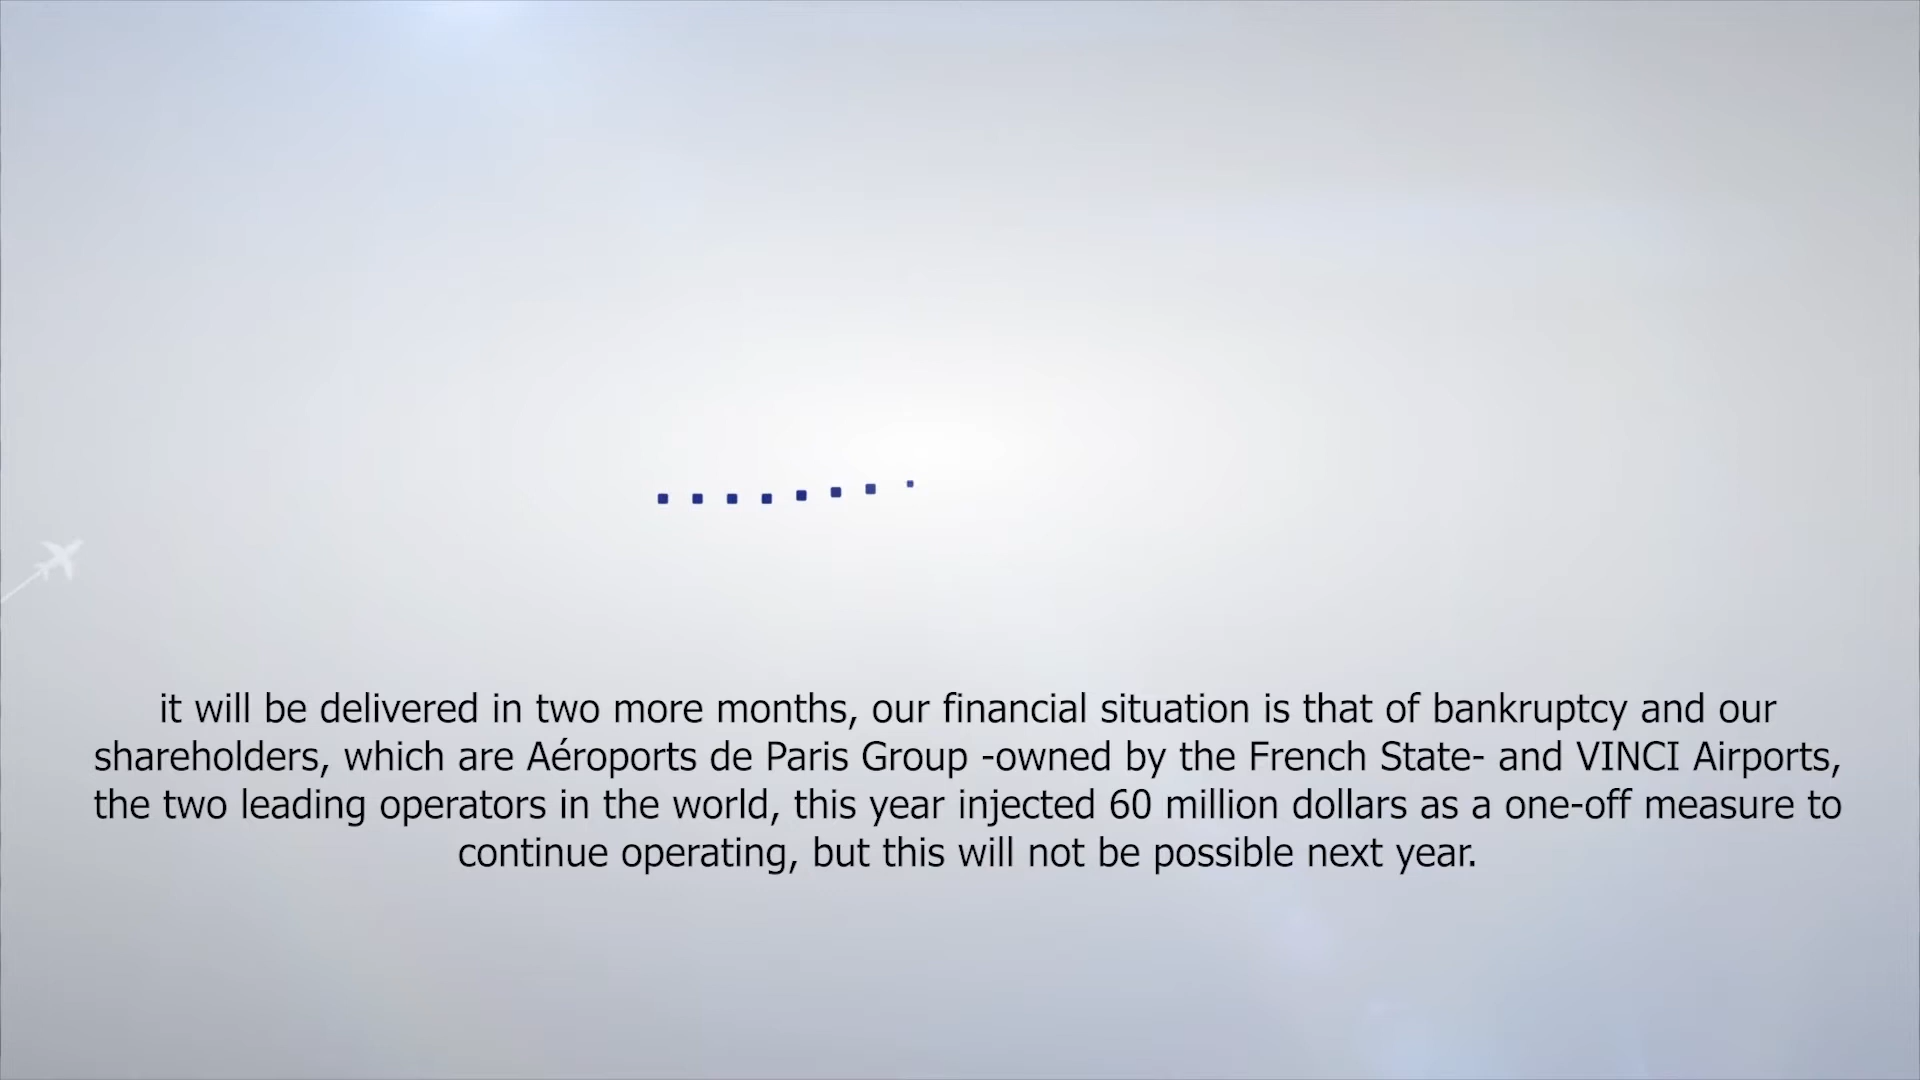 it will be delivered in two more months, our financial situation is that of bankruptcy and our
shareholders, which are Aéroports de Paris Group -owned by the French State- and VINCI Airports,
the two leading operators in the world, this year injected 60 million dollars as a one-off measure to
continue operating, but this will not be possible next year.